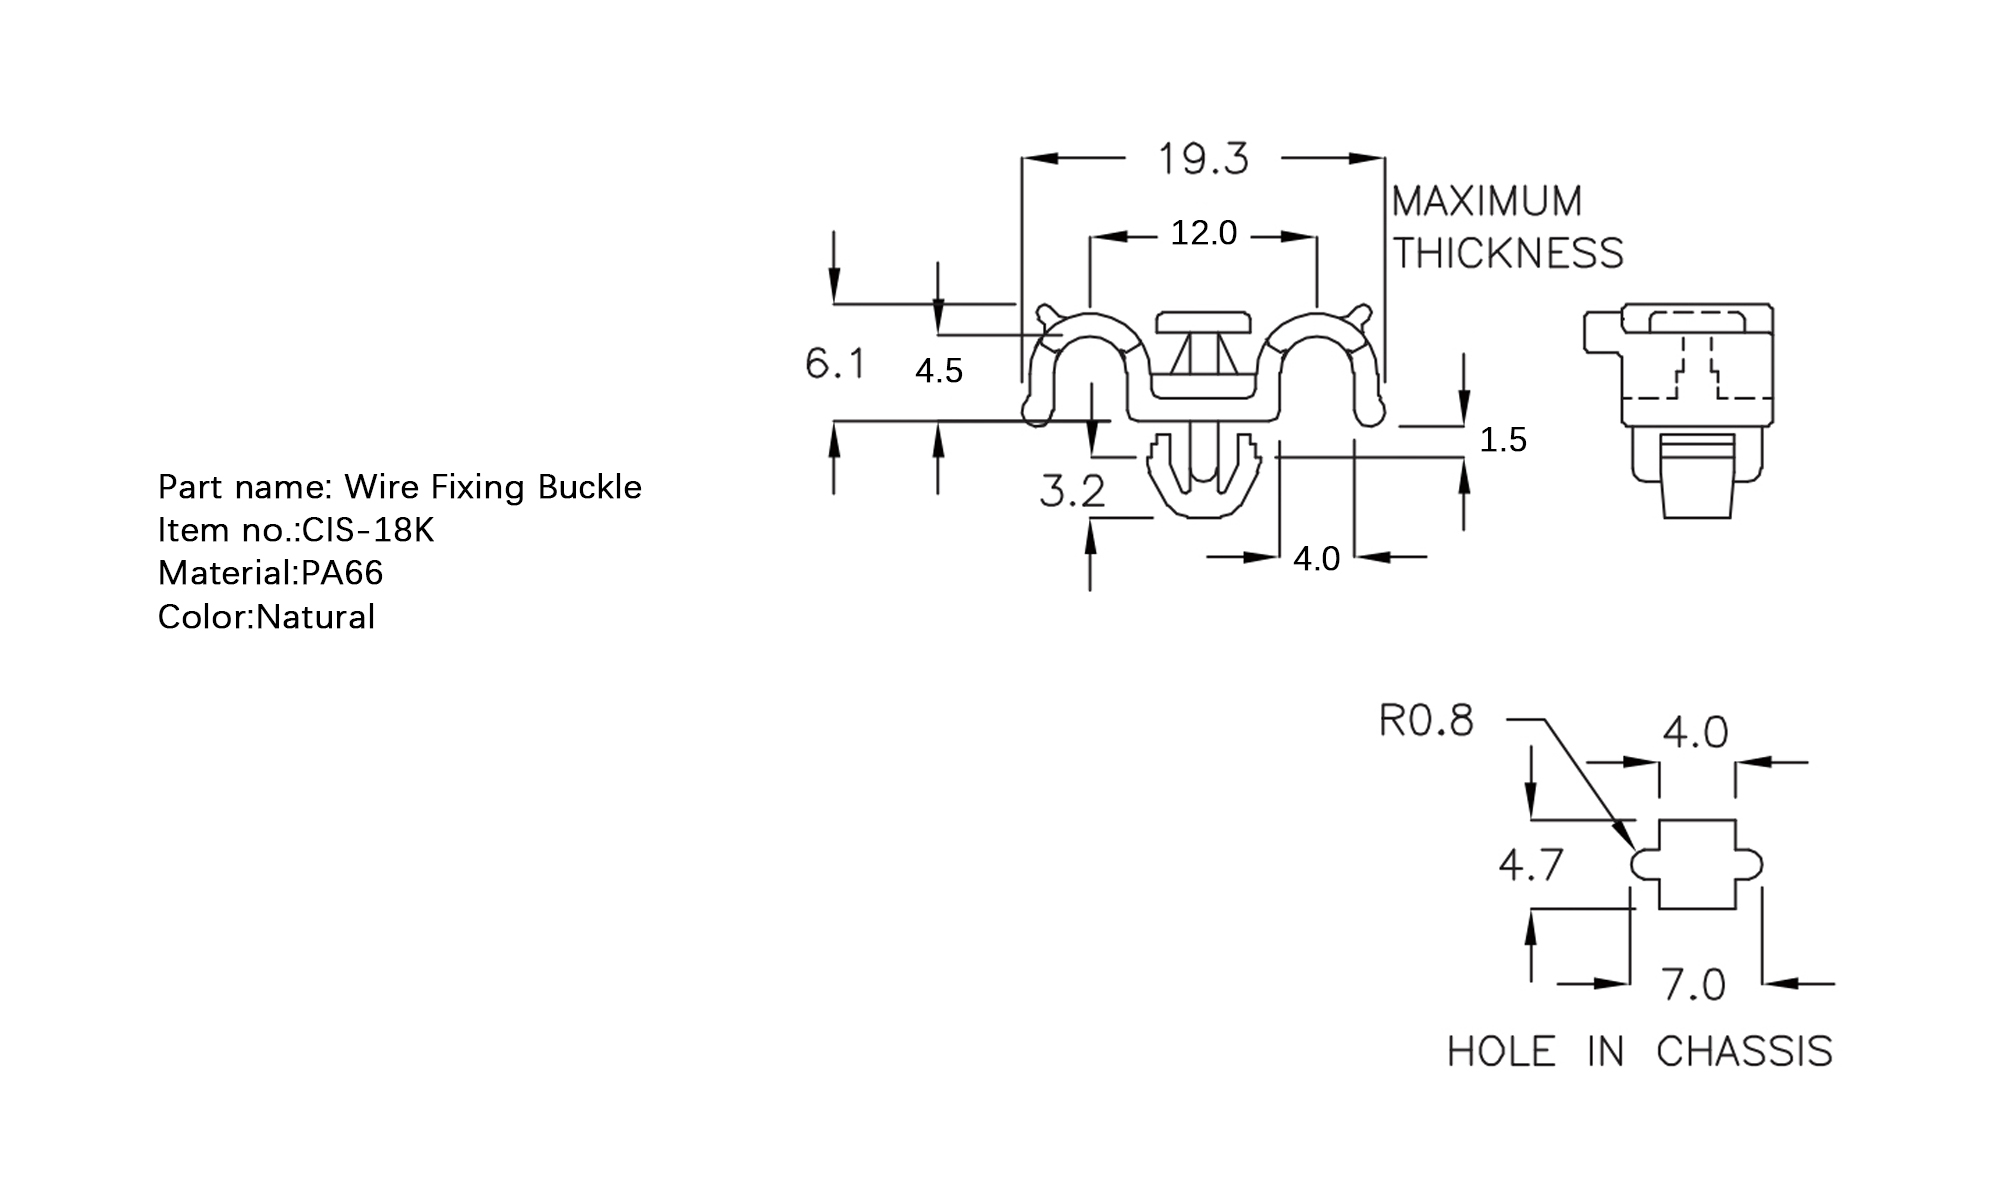 19.3
MAXIMUM
THICKNESS
12.0
6.1
4.5
1.5
3.2
4.0
Part name: Wire Fixing Buckle
Item no.:CIS-18K
Material:PA66
Color:Natural
R0.8
4.0
4.7
7.0
HOLE IN CHASSIS